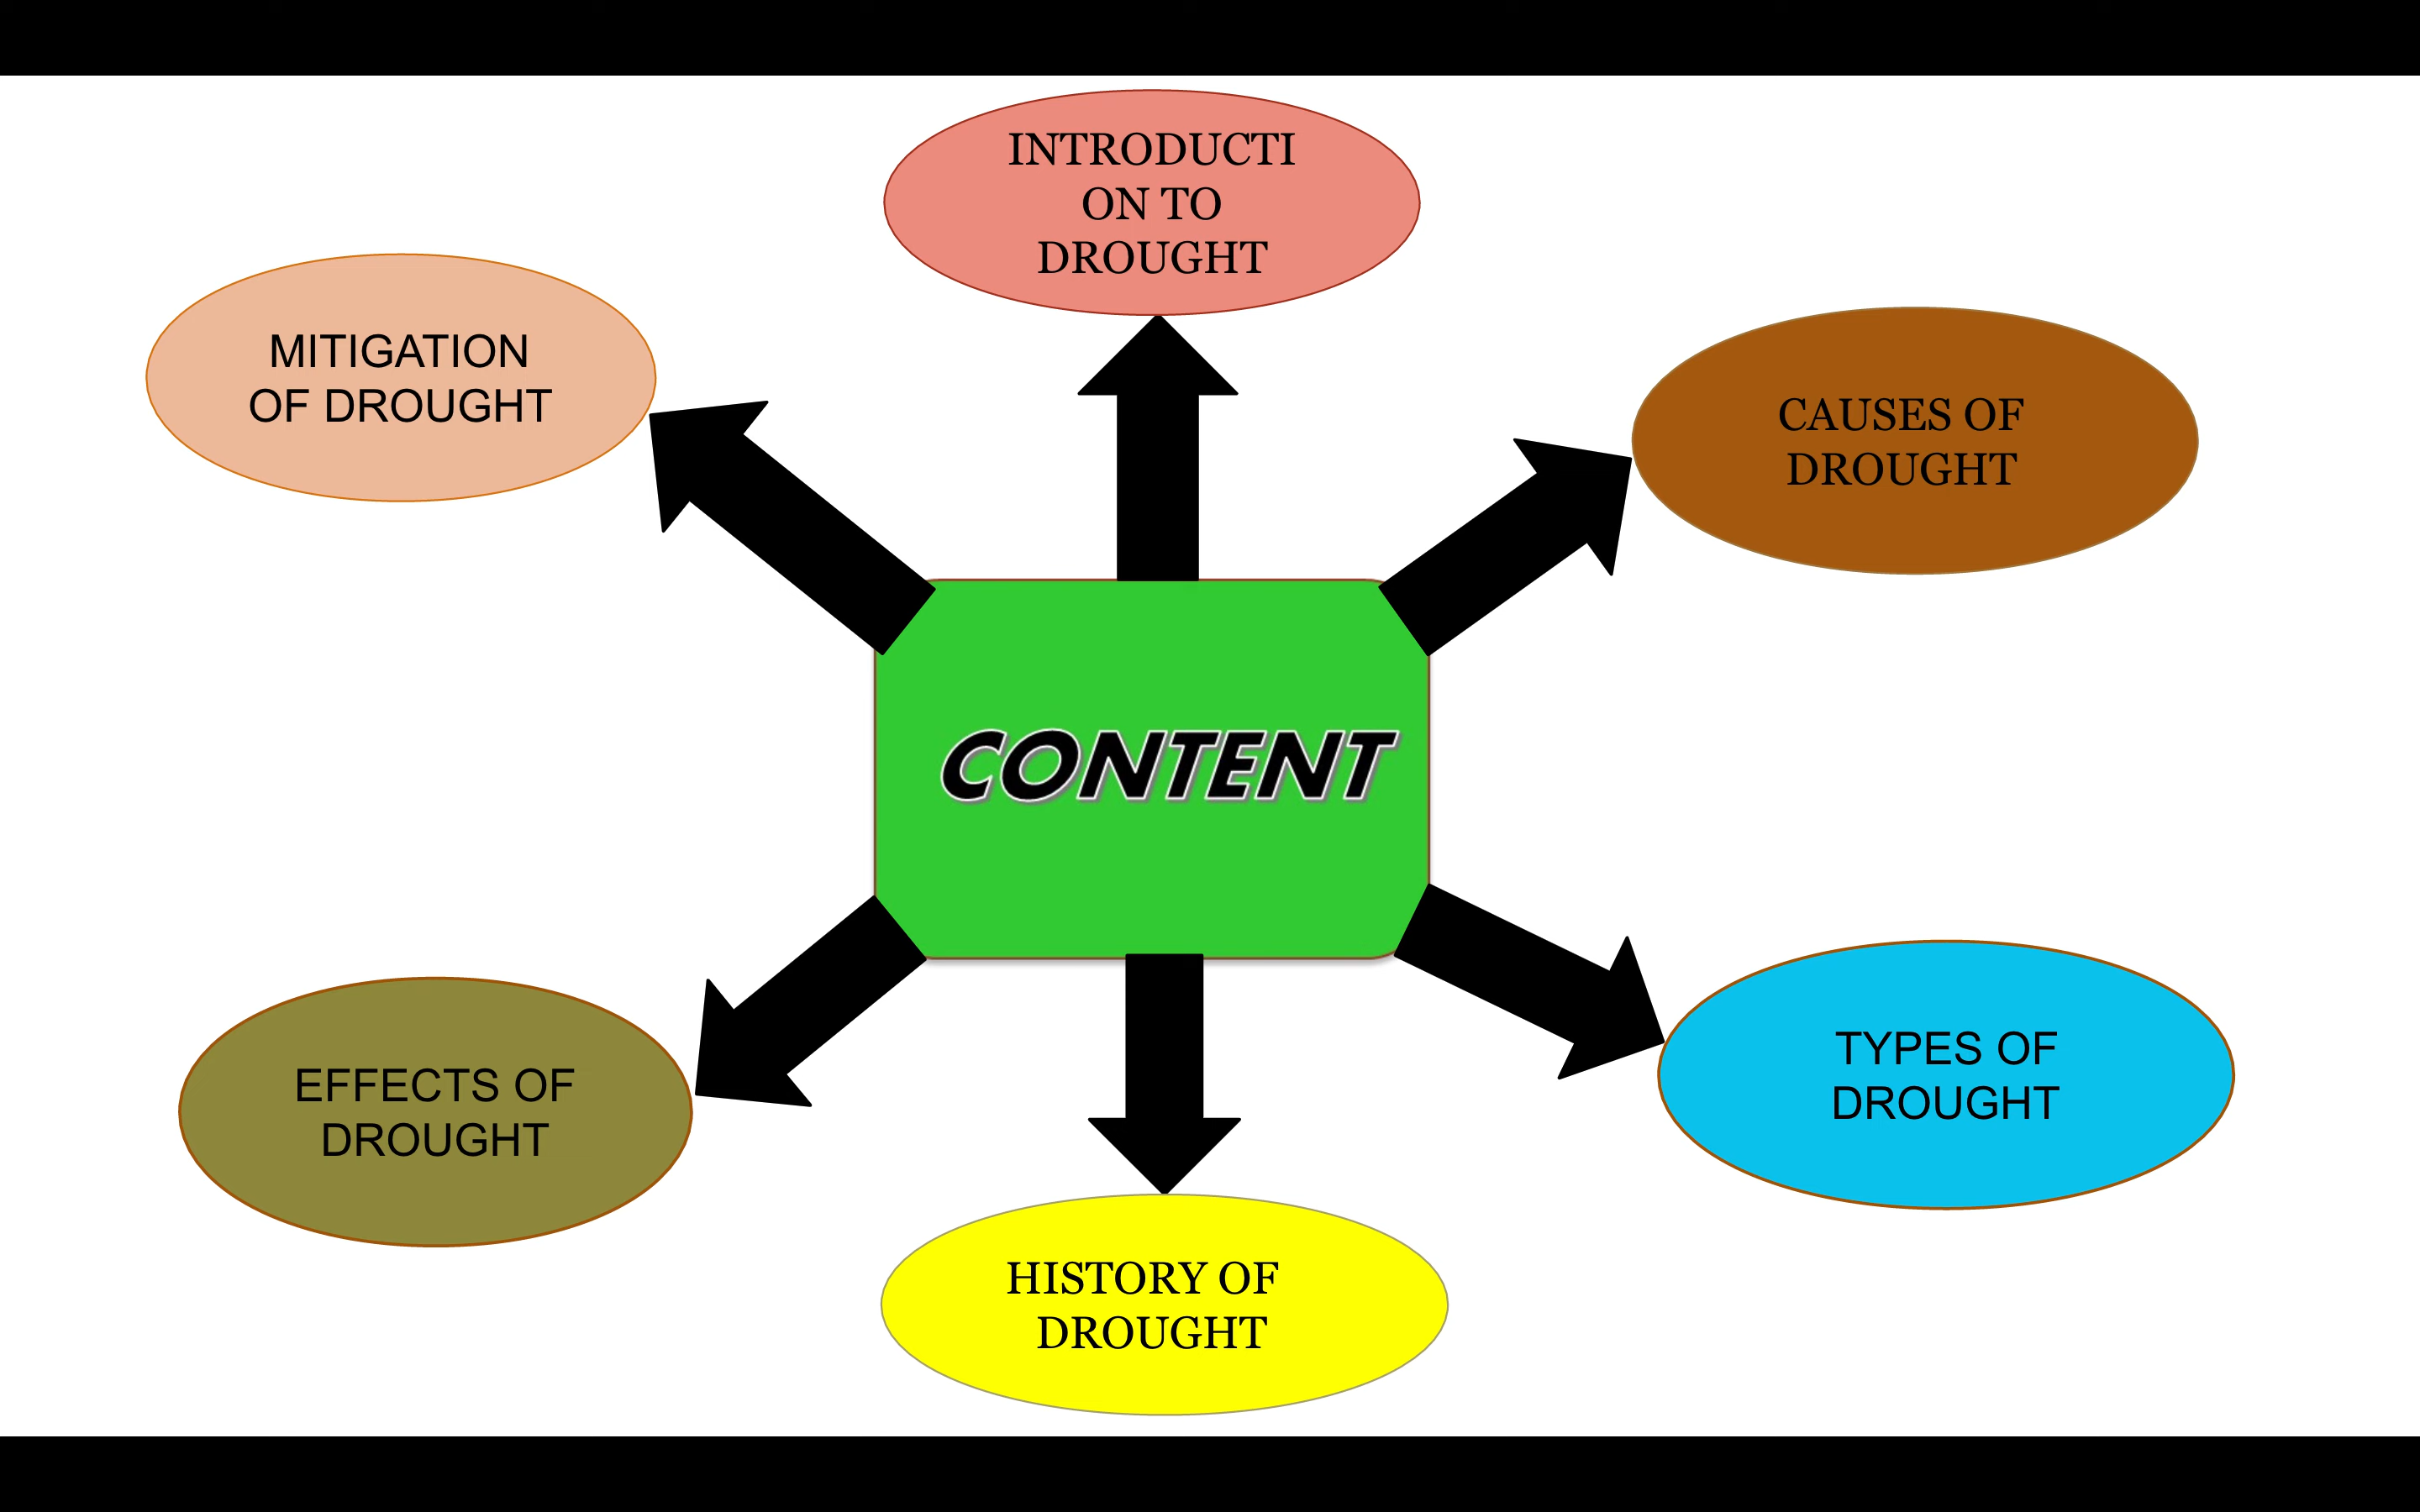 INTRODUCTI
ON TO
DROUGHT
MITIGATION
OF DROUGHT
CAUSES OF
DROUGHT
CONTENT
EFFECTS OF
DROUGHT
TYPES OF
DROUGHT
HISTORY OF
DROUGHT